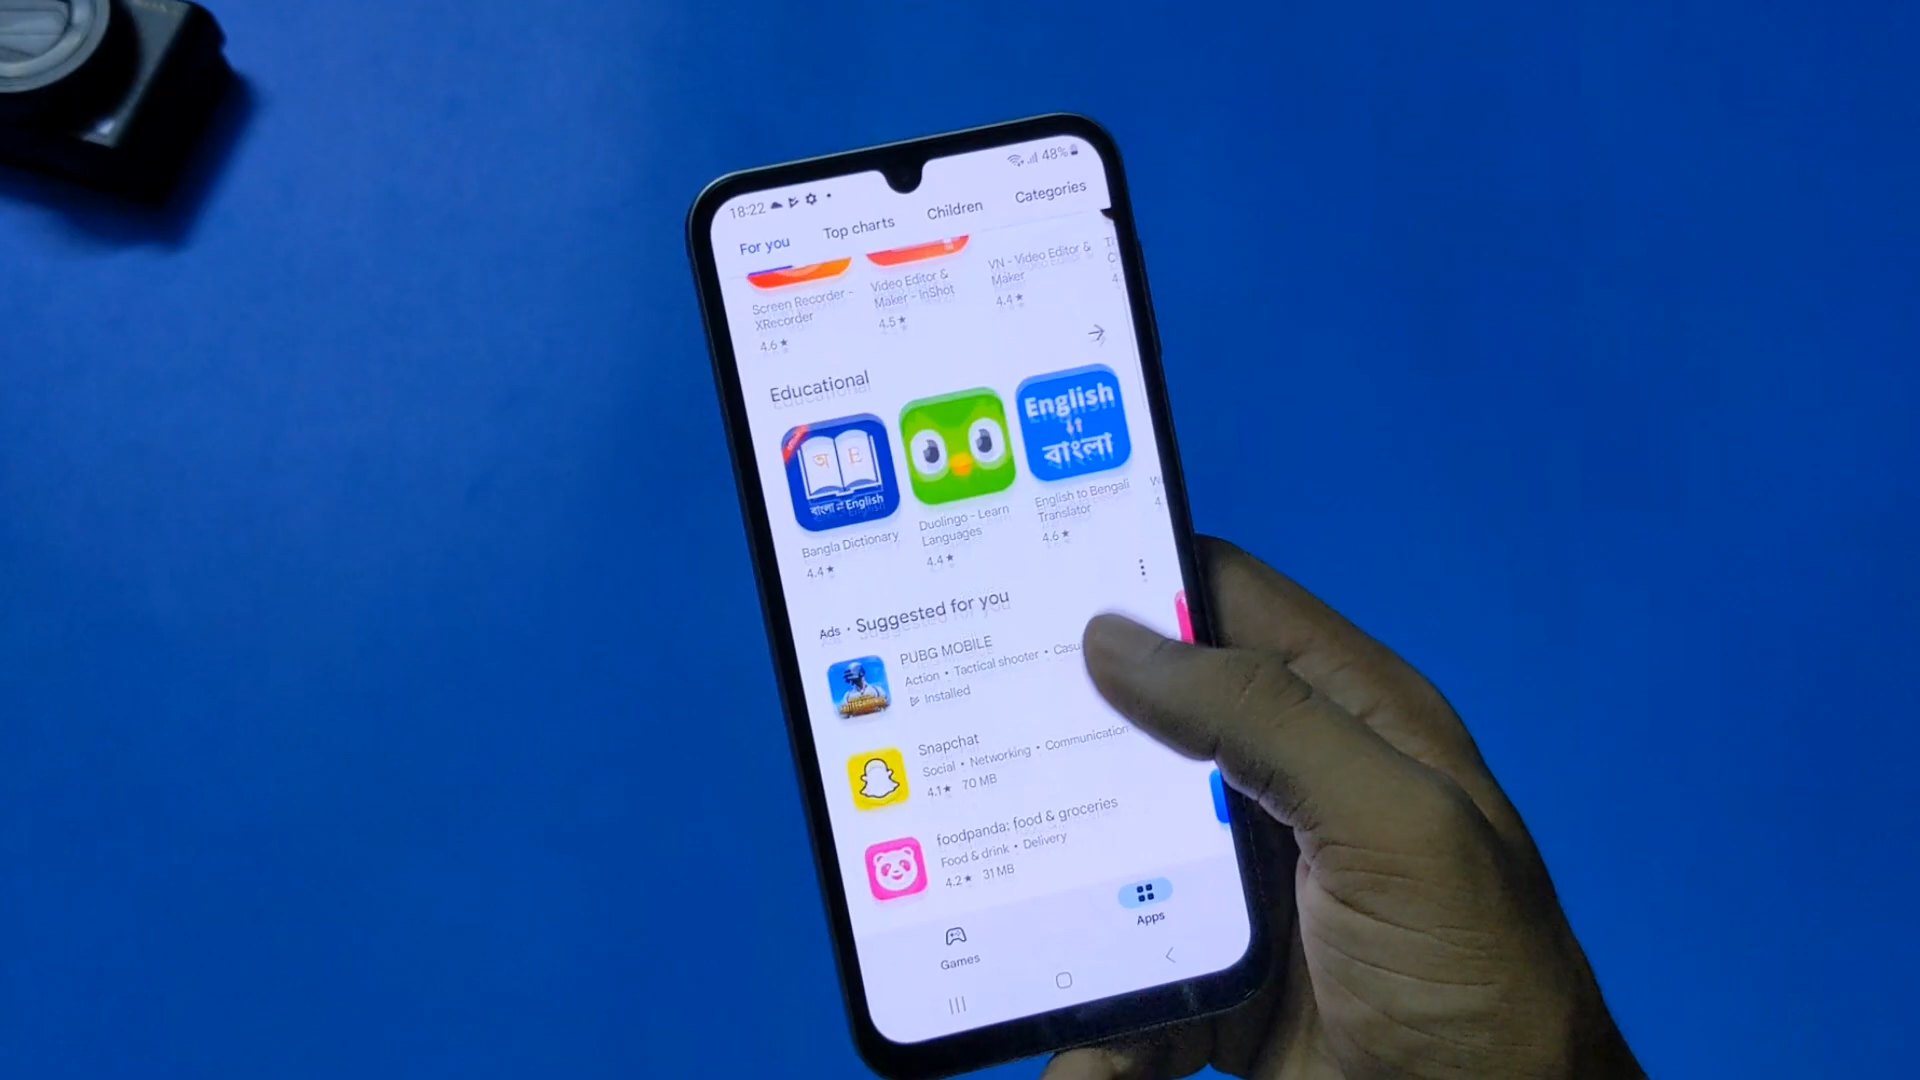 18:22
48%
For you
Top charts
Children
Categories
Screen Recorder -
XRecorder
4.6★
Video Editor &
Maker - InShot
4.5★
VN - Video Editor &
Maker
4.4★
Educational
অ E
বাংলা ⇌ English
English
বাংলা
Bangla Dictionary
4.4★
Duolingo - Learn
Languages
4.4★
English to Bengali
Translator
4.6★
Ads • Suggested for you
PUBG MOBILE
Action • Tactical shooter • Casu
Installed
Snapchat
Social • Networking • Communication
4.1★ 70 MB
foodpanda: food & groceries
Food & drink • Delivery
4.2★ 31 MB
Games
Apps